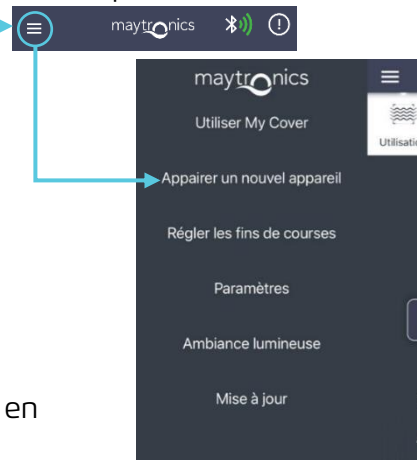 maytronics
maytronics
Utiliser My Cover
Utilisati
Appairer un nouvel appareil
Régler les fins de courses
Paramètres
Ambiance lumineuse
Mise à jour
en